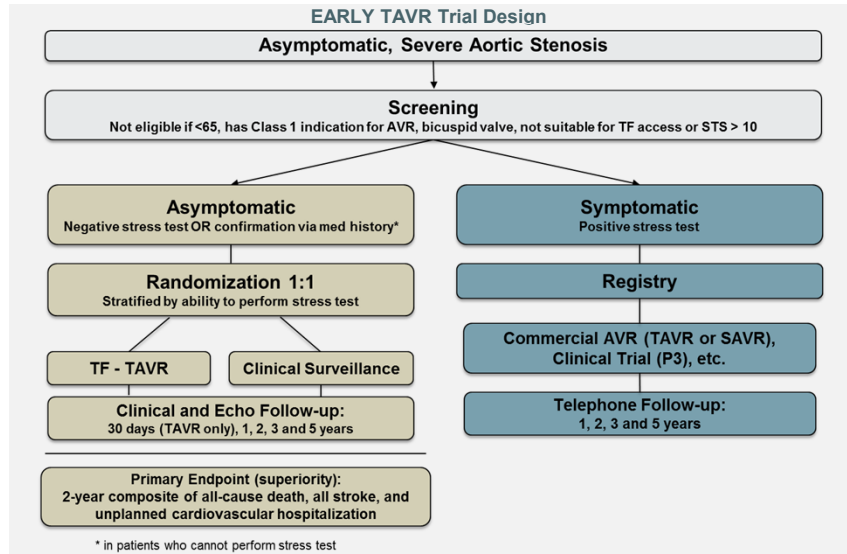 EARLY TAVR Trial Design
Asymptomatic, Severe Aortic Stenosis
Screening
Not eligible if <65, has Class 1 indication for AVR, bicuspid valve, not suitable for TF access or STS > 10
Asymptomatic
Negative stress test OR confirmation via med history*
Symptomatic
Positive stress test
Randomization 1:1
Stratified by ability to perform stress test
Registry
TF - TAVR
Clinical Surveillance
Commercial AVR (TAVR or SAVR),
Clinical Trial (P3), etc.
Clinical and Echo Follow-up:
30 days (TAVR only), 1, 2, 3 and 5 years
Telephone Follow-up:
1, 2, 3 and 5 years
Primary Endpoint (superiority):
2-year composite of all-cause death, all stroke, and
unplanned cardiovascular hospitalization
* in patients who cannot perform stress test